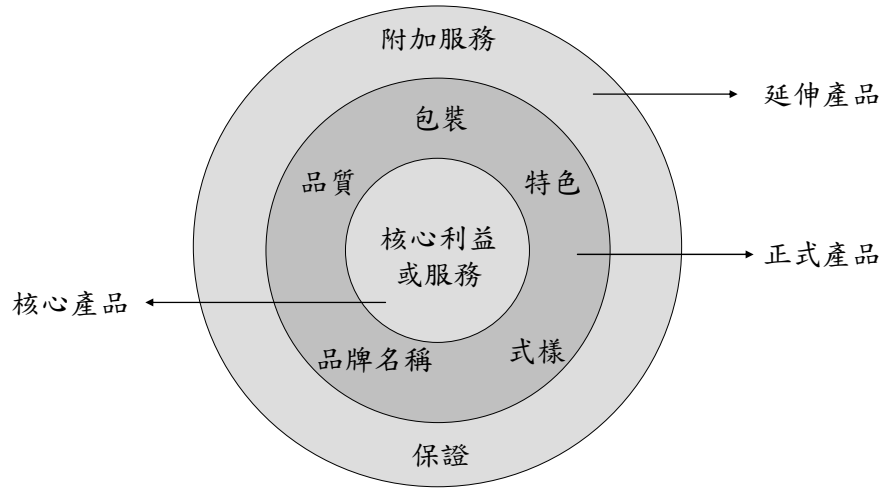 附加服務
延伸產品
包裝
品質
特色
核心利益
或服務
正式產品
核心產品
品牌名稱
式樣
保證